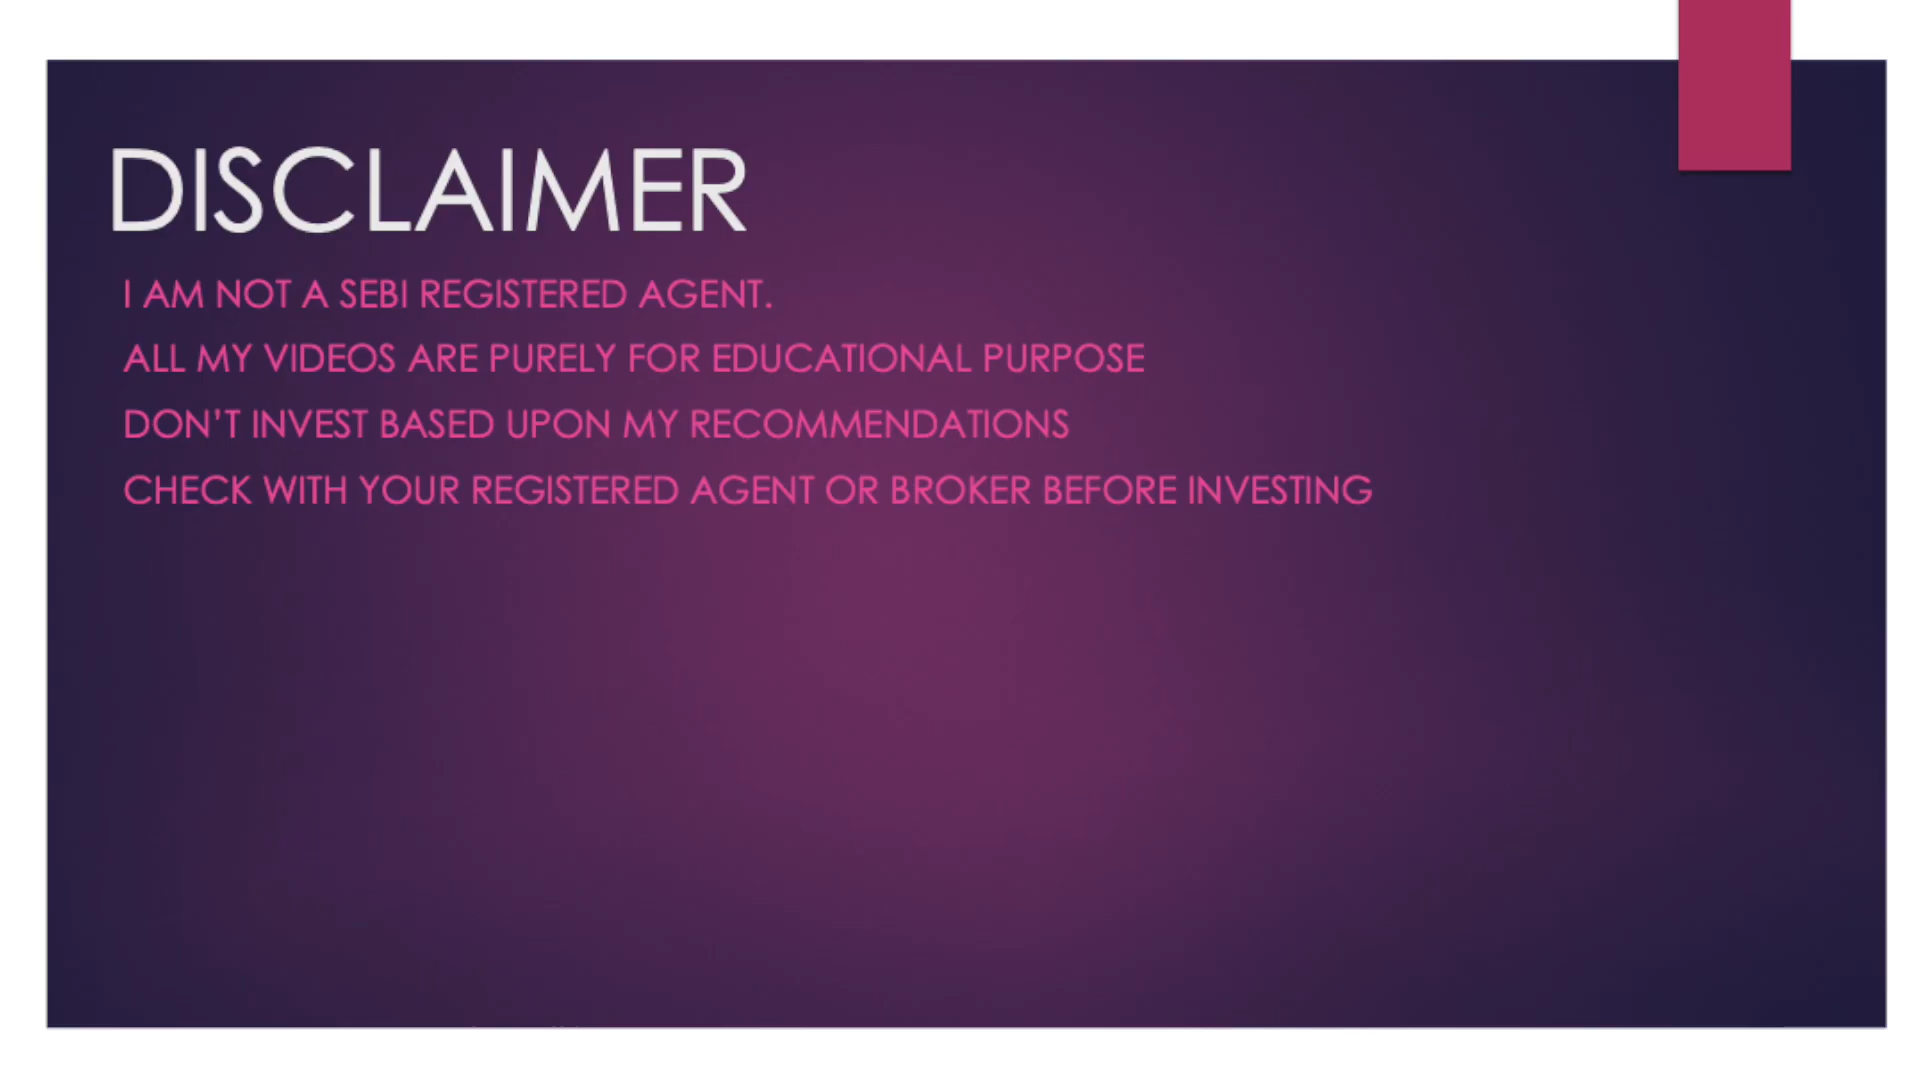 DISCLAIMER
I AM NOT A SEBI REGISTERED AGENT.
ALL MY VIDEOS ARE PURELY FOR EDUCATIONAL PURPOSE
DON’T INVEST BASED UPON MY RECOMMENDATIONS
CHECK WITH YOUR REGISTERED AGENT OR BROKER BEFORE INVESTING